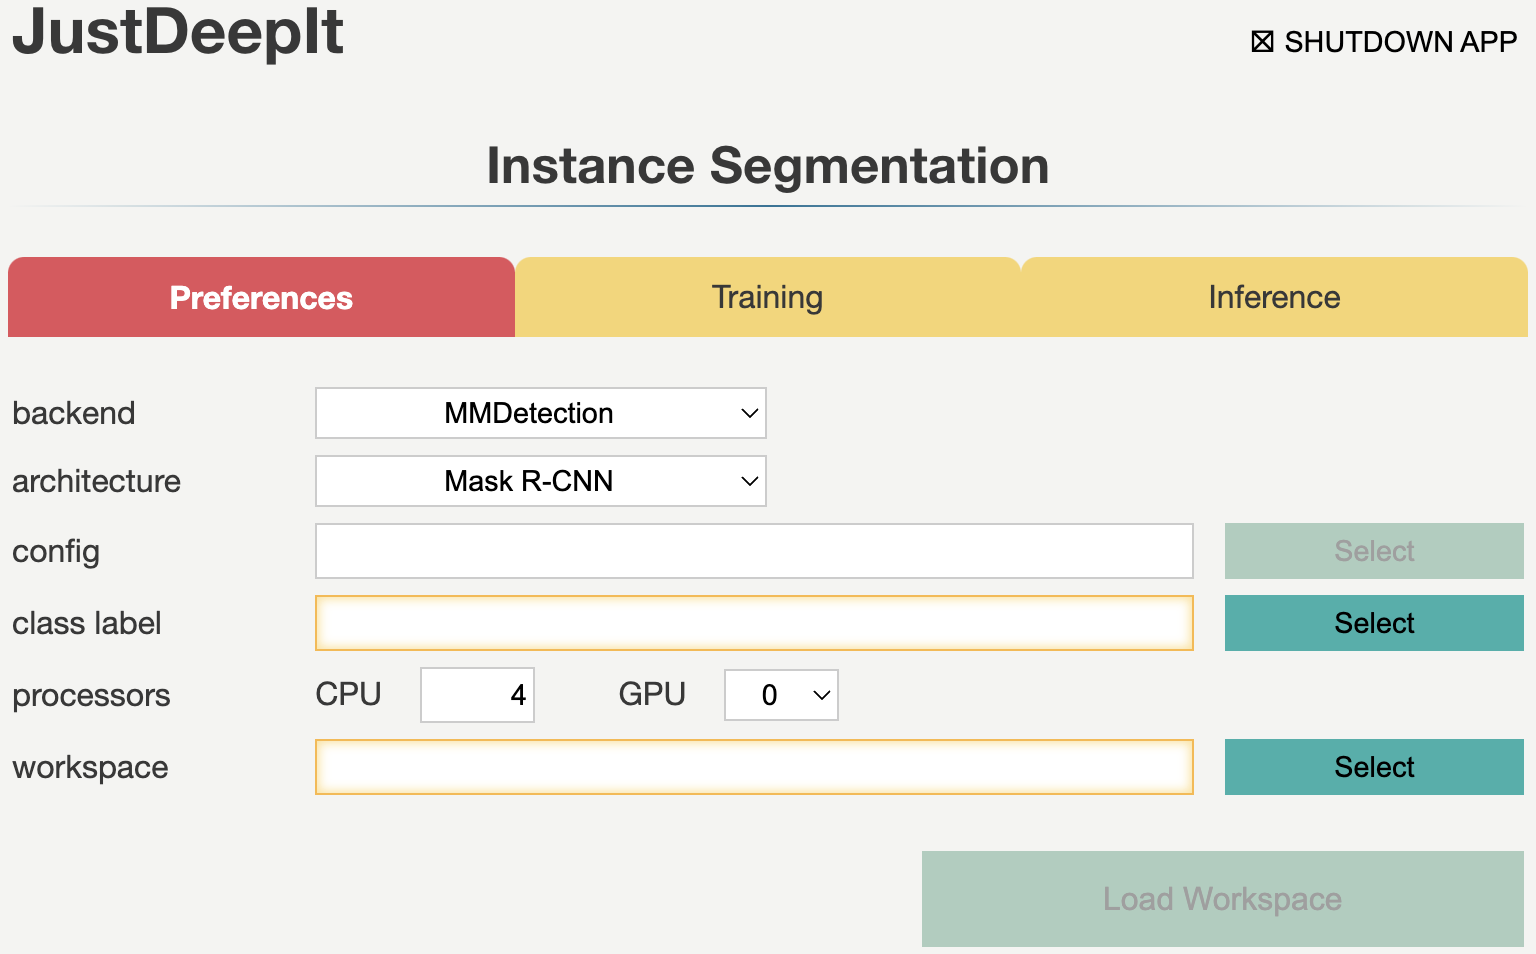 JustDeepIt
☒ SHUTDOWN APP
Instance Segmentation
Preferences Training Inference
backend MMDetection
architecture Mask R-CNN
config Select
class label Select
processors CPU 4 GPU 0
workspace Select
Load Workspace